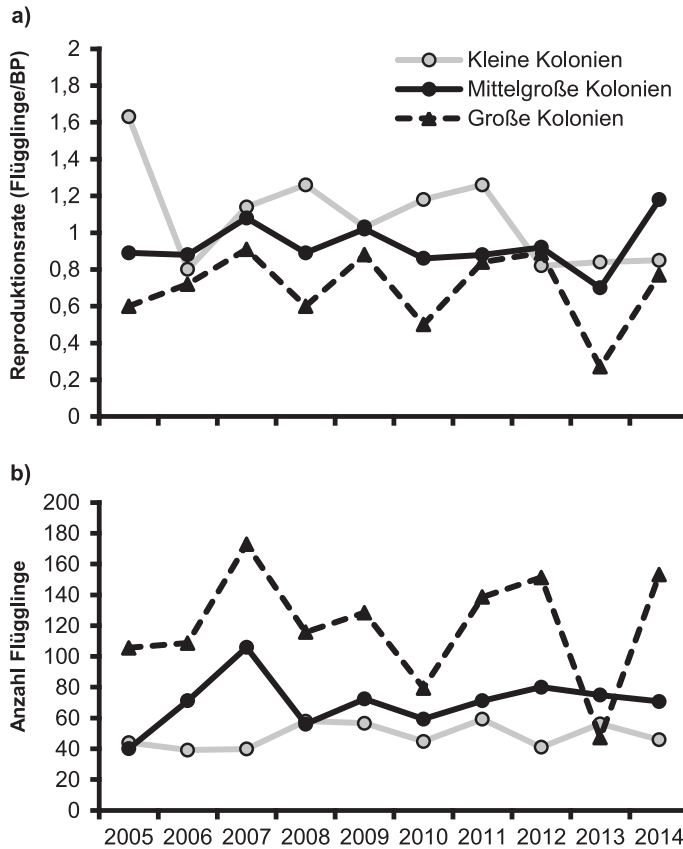 a)
Reproduktionsrate (Flügglinge/BP)
2
1,8
1,6
1,4
1,2
1
0,8
0,6
0,4
0,2
0
Kleine Kolonien
Mittelgroße Kolonien
Große Kolonien
b)
Anzahl Flügglinge
200
180
160
140
120
100
80
60
40
20
0
2005 2006 2007 2008 2009 2010 2011 2012 2013 2014